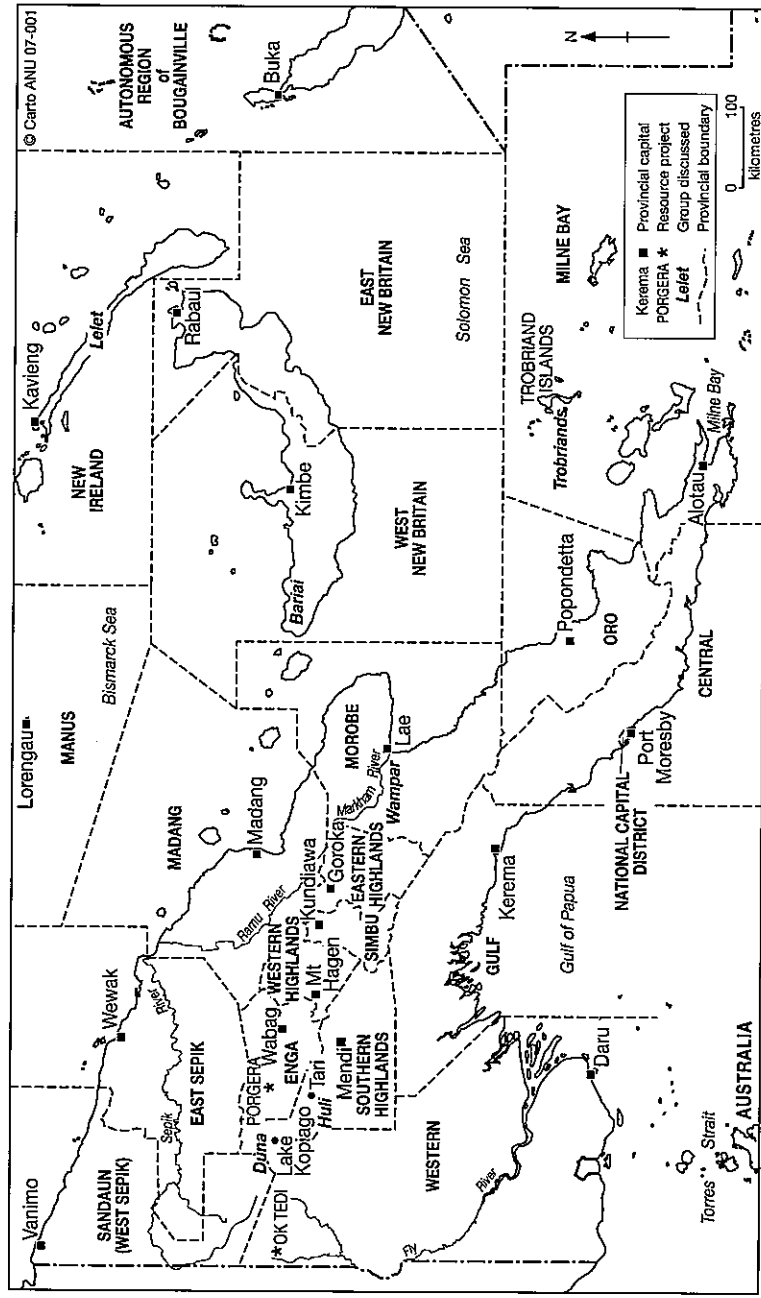 © Carto ANU 07-001
AUTONOMOUS
REGION
of
BOUGAINVILLE
Buka
Kavieng
NEW
IRELAND
Lelet
Rabaul
EAST
NEW BRITAIN
Solomon Sea
Kimbe
Bariai
WEST
NEW BRITAIN
Lorengau
MANUS
Bismarck Sea
MADANG
Madang
Vanimo
SANDAUN
(WEST SEPIK)
Wewak
River
Sepik
EAST SEPIK
Ramu River
PORGERA
Wabag
ENGA
WESTERN
HIGHLANDS
Mt
Hagen
Kundiawa
Goroka
EASTERN
HIGHLANDS
SIMBU
MOROBE
Markham River
Lae
Wampar
Duna
Lake
Kopiago
Tari
Huli
Mendi
SOUTHERN
HIGHLANDS
OK TEDI
WESTERN
Fly
River
GULF
Kerema
Gulf of Papua
Daru
Torres Strait
AUSTRALIA
NATIONAL CAPITAL
DISTRICT
Port
Moresby
CENTRAL
ORO
Popondetta
TROBRIAND
ISLANDS
Trobriands
MILNE BAY
Alotau
Milne Bay
N
Kerema ■ Provincial capital
PORGERA * Resource project
Lelet Group discussed
Provincial boundary
0 100
kilometres